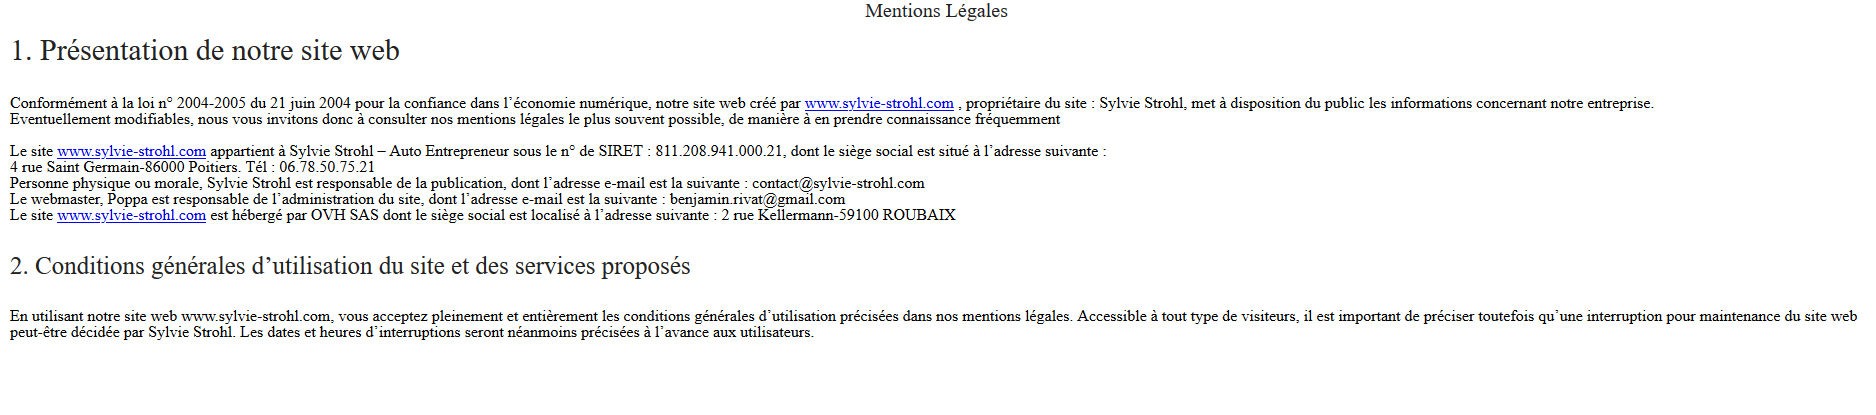 Mentions Légales
1. Présentation de notre site web
Conformément à la loi n° 2004-2005 du 21 juin 2004 pour la confiance dans l’économie numérique, notre site web créé par www.sylvie-strohl.com , propriétaire du site : Sylvie Strohl, met à disposition du public les informations concernant notre entreprise.
Eventuellement modifiables, nous vous invitons donc à consulter nos mentions légales le plus souvent possible, de manière à en prendre connaissance fréquemment
Le site www.sylvie-strohl.com appartient à Sylvie Strohl – Auto Entrepreneur sous le n° de SIRET : 811.208.941.000.21, dont le siège social est situé à l’adresse suivante :
4 rue Saint Germain-86000 Poitiers. Tél : 06.78.50.75.21
Personne physique ou morale, Sylvie Strohl est responsable de la publication, dont l’adresse e-mail est la suivante : contact@sylvie-strohl.com
Le webmaster, Poppa est responsable de l’administration du site, dont l’adresse e-mail est la suivante : benjamin.rivat@gmail.com
Le site www.sylvie-strohl.com est hébergé par OVH SAS dont le siège social est localisé à l’adresse suivante : 2 rue Kellermann-59100 ROUBAIX
2. Conditions générales d’utilisation du site et des services proposés
En utilisant notre site web www.sylvie-strohl.com, vous acceptez pleinement et entièrement les conditions générales d’utilisation précisées dans nos mentions légales. Accessible à tout type de visiteurs, il est important de préciser toutefois qu’une interruption pour maintenance du site web
peut-être décidée par Sylvie Strohl. Les dates et heures d’interruptions seront néanmoins précisées à l’avance aux utilisateurs.